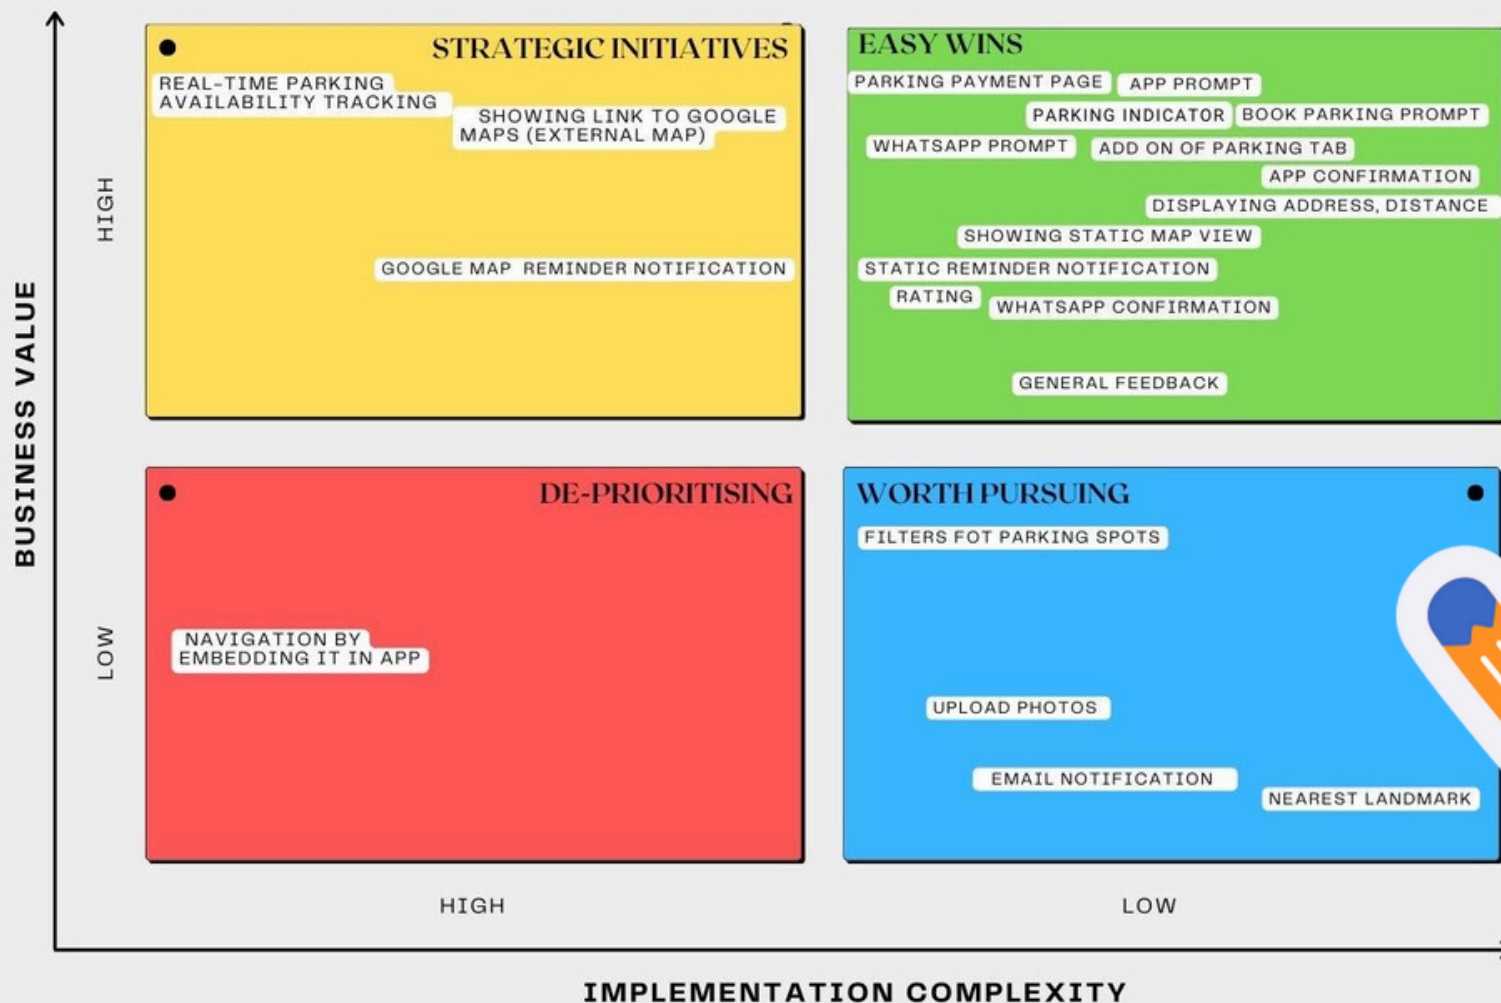 STRATEGIC INITIATIVES
REAL-TIME PARKING
AVAILABILITY TRACKING
SHOWING LINK TO GOOGLE
MAPS (EXTERNAL MAP)
GOOGLE MAP REMINDER NOTIFICATION
EASY WINS
PARKING PAYMENT PAGE
APP PROMPT
PARKING INDICATOR
BOOK PARKING PROMPT
WHATSAPP PROMPT
ADD ON OF PARKING TAB
APP CONFIRMATION
DISPLAYING ADDRESS, DISTANCE
SHOWING STATIC MAP VIEW
STATIC REMINDER NOTIFICATION
RATING
WHATSAPP CONFIRMATION
GENERAL FEEDBACK
HIGH
BUSINESS VALUE
LOW
DE-PRIORITISING
NAVIGATION BY
EMBEDDING IT IN APP
WORTH PURSUING
FILTERS FOT PARKING SPOTS
UPLOAD PHOTOS
EMAIL NOTIFICATION
NEAREST LANDMARK
HIGH
LOW
IMPLEMENTATION COMPLEXITY